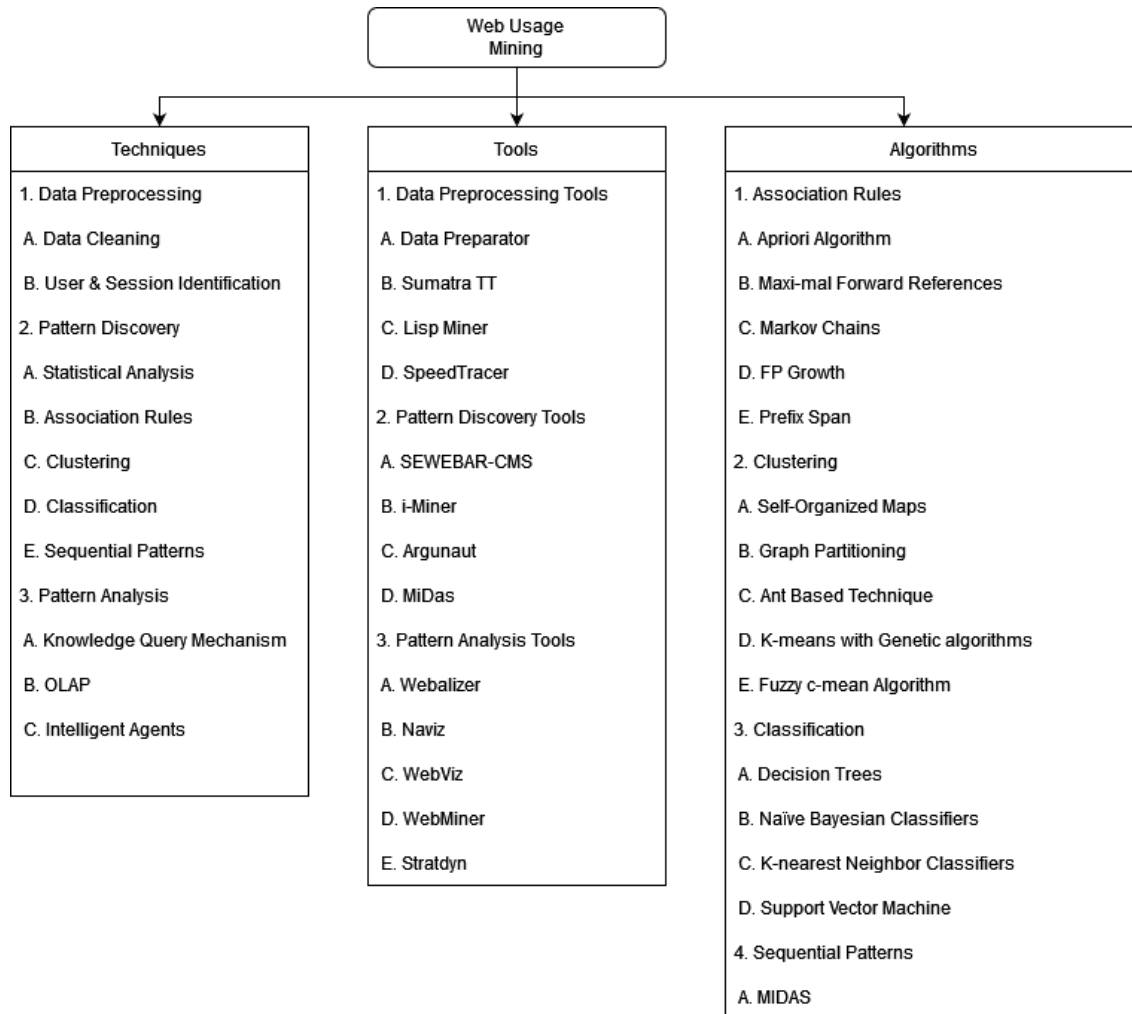 Web Usage
Mining
Techniques
1. Data Preprocessing
A. Data Cleaning
B. User & Session Identification
2. Pattern Discovery
A. Statistical Analysis
B. Association Rules
C. Clustering
D. Classification
E. Sequential Patterns
3. Pattern Analysis
A. Knowledge Query Mechanism
B. OLAP
C. Intelligent Agents
Tools
1. Data Preprocessing Tools
A. Data Preparator
B. Sumatra TT
C. Lisp Miner
D. SpeedTracer
2. Pattern Discovery Tools
A. SEWEBAR-CMS
B. i-Miner
C. Argunaut
D. MiDas
3. Pattern Analysis Tools
A. Webalizer
B. Naviz
C. WebViz
D. WebMiner
E. Stratdyn
Algorithms
1. Association Rules
A. Apriori Algorithm
B. Maxi-mal Forward References
C. Markov Chains
D. FP Growth
E. Prefix Span
2. Clustering
A. Self-Organized Maps
B. Graph Partitioning
C. Ant Based Technique
D. K-means with Genetic algorithms
E. Fuzzy c-mean Algorithm
3. Classification
A. Decision Trees
B. Naïve Bayesian Classifiers
C. K-nearest Neighbor Classifiers
D. Support Vector Machine
4. Sequential Patterns
A. MIDAS